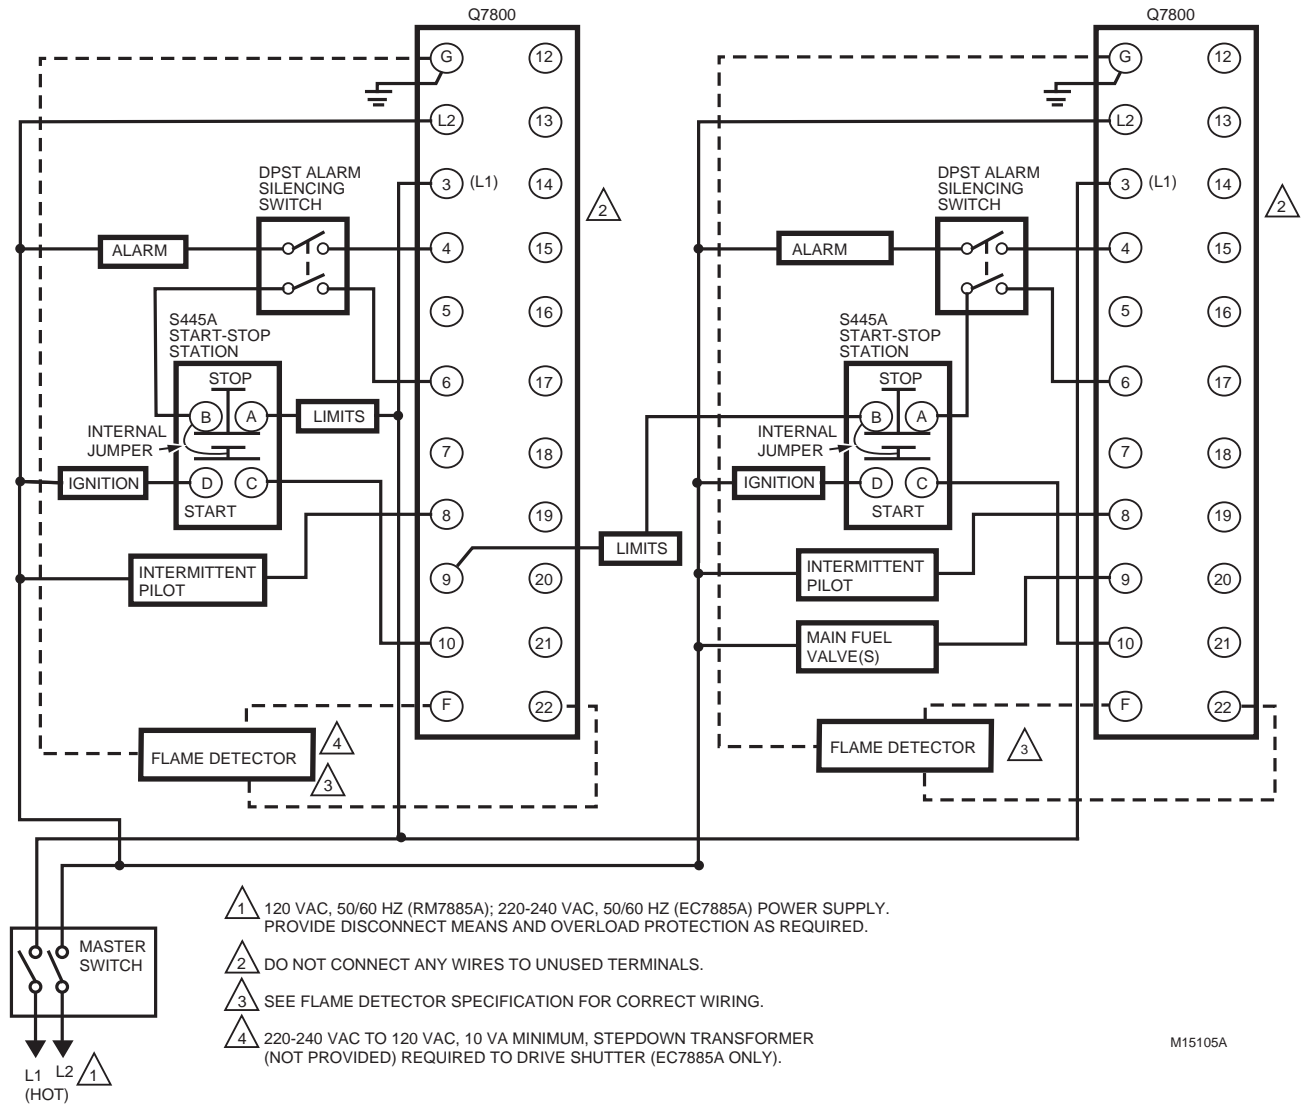 Q7800
G
12
L2
13
DPST ALARM
SILENCING
SWITCH
3
(L1)
14
2
ALARM
4
15
5
16
S445A
START-STOP
STATION
STOP
6
17
B
A
LIMITS
INTERNAL
JUMPER
7
18
IGNITION
D
C
START
8
19
INTERMITTENT
PILOT
9
20
10
21
F
22
FLAME DETECTOR
4
3
LIMITS
Q7800
G
12
L2
13
DPST ALARM
SILENCING
SWITCH
3
(L1)
14
2
ALARM
4
15
5
16
S445A
START-STOP
STATION
STOP
6
17
B
A
INTERNAL
JUMPER
7
18
IGNITION
D
C
START
8
19
INTERMITTENT
PILOT
9
20
MAIN FUEL
VALVE(S)
10
21
F
22
FLAME DETECTOR
3
MASTER
SWITCH
L1
(HOT)
L2
1
1 120 VAC, 50/60 HZ (RM7885A); 220-240 VAC, 50/60 HZ (EC7885A) POWER SUPPLY.
PROVIDE DISCONNECT MEANS AND OVERLOAD PROTECTION AS REQUIRED.
2 DO NOT CONNECT ANY WIRES TO UNUSED TERMINALS.
3 SEE FLAME DETECTOR SPECIFICATION FOR CORRECT WIRING.
4 220-240 VAC TO 120 VAC, 10 VA MINIMUM, STEPDOWN TRANSFORMER
(NOT PROVIDED) REQUIRED TO DRIVE SHUTTER (EC7885A ONLY).
M15105A